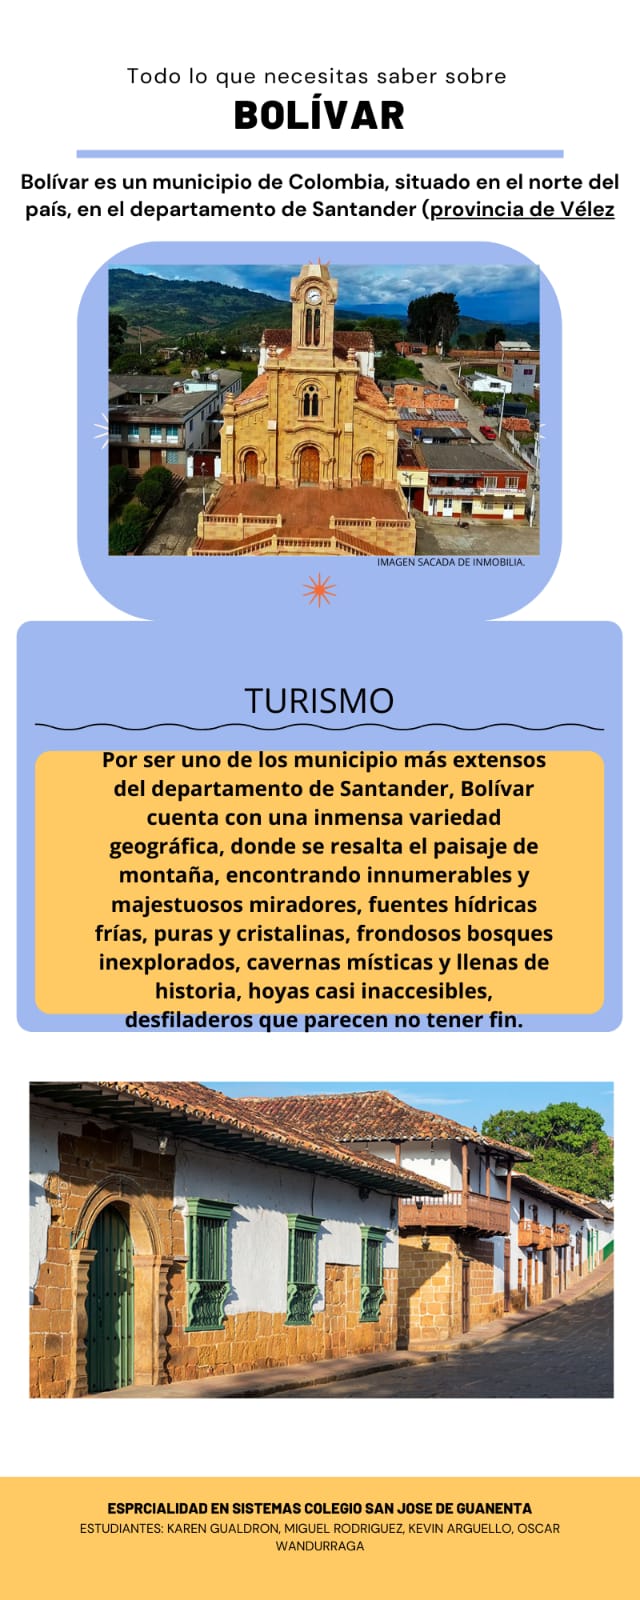 Todo lo que necesitas saber sobre
BOLÍVAR
Bolívar es un municipio de Colombia, situado en el norte del
país, en el departamento de Santander (provincia de Vélez
IMAGEN SACADA DE INMOBILIA.
TURISMO
Por ser uno de los municipio más extensos
del departamento de Santander, Bolívar
cuenta con una inmensa variedad
geográfica, donde se resalta el paisaje de
montaña, encontrando innumerables y
majestuosos miradores, fuentes hídricas
frías, puras y cristalinas, frondosos bosques
inexplorados, cavernas místicas y llenas de
historia, hoyas casi inaccesibles,
desfiladeros que parecen no tener fin.
ESPRCIALIDAD EN SISTEMAS COLEGIO SAN JOSE DE GUANENTA
ESTUDIANTES: KAREN GUALDRON, MIGUEL RODRIGUEZ, KEVIN ARGUELLO, OSCAR
WANDURRAGA